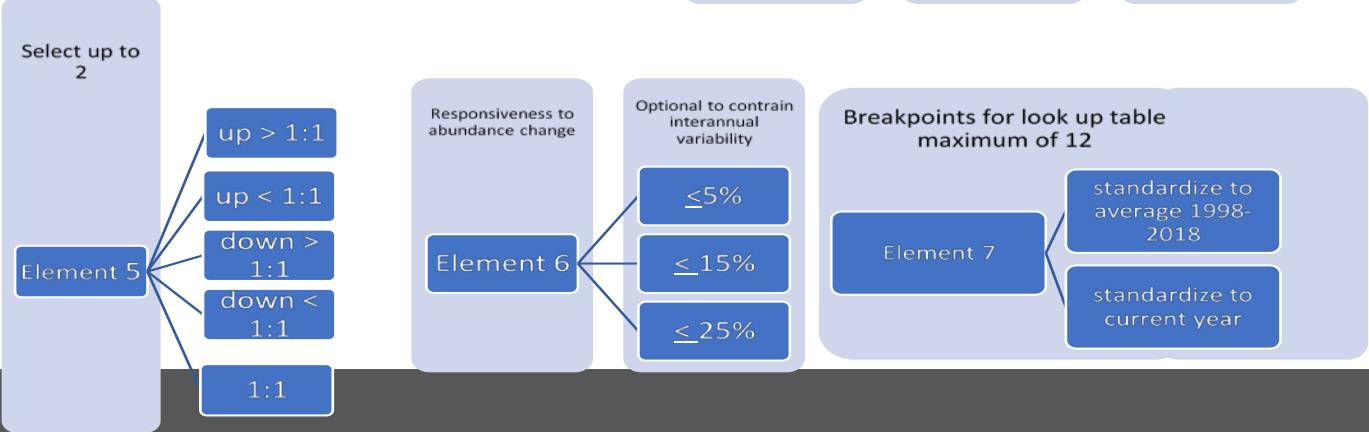 Select up to
2
Element 5
up > 1:1
up < 1:1
down >
1:1
down <
1:1
1:1
Responsiveness to
abundance change
Element 6
Optional to contrain
interannual
variability
≤5%
≤ 15%
≤ 25%
Breakpoints for look up table
maximum of 12
Element 7
standardize to
average 1998-
2018
standardize to
current year